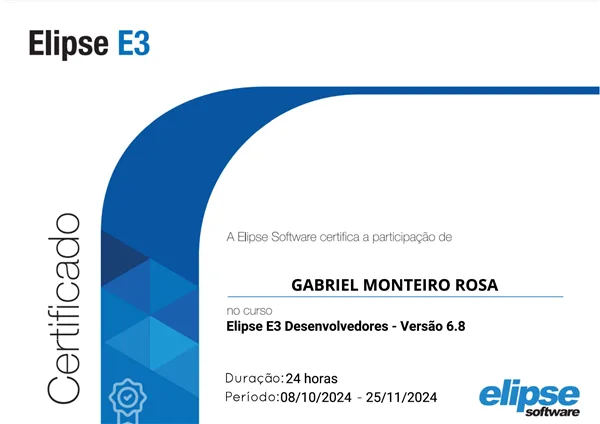 Elipse E3
Certificado
A Elipse Software certifica a participação de
GABRIEL MONTEIRO ROSA
no curso
Elipse E3 Desenvolvedores - Versão 6.8
Duração: 24 horas
Período: 08/10/2024 - 25/11/2024
elipse
software